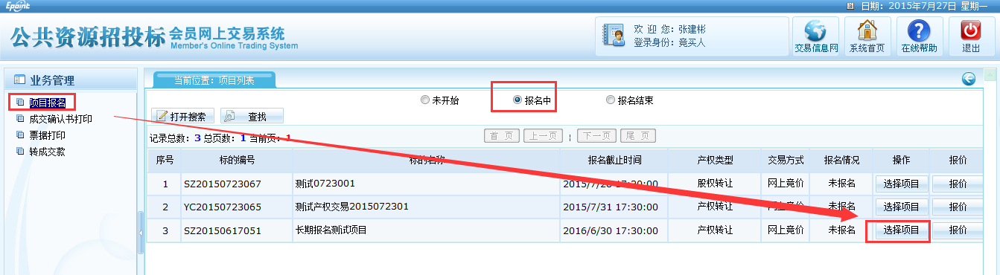 Epoint
日期：2015年7月27日 星期一
公共资源招投标 会员网上交易系统
Member's Online Trading System
欢 迎 您：张建彬
登录身份：竞买人
交易信息网 系统首页 在线帮助 退出
业务管理
项目报名
成交确认书打印
票据打印
转成交款
当前位置：项目列表
未开始 报名中 报名结束
打开搜索 查找
记录总数：3 总页数：1 当前页：1 首 页 上一页 下一页 尾 页
序号 标的编号 标的名称 报名截止时间 产权类型 交易方式 报名情况 操作 报价
1 SZ20150723067 测试0723001 2015/7/28 17:30:00 股权转让 网上竞价 未报名 选择项目 报价
2 YC20150723065 测试产权交易2015072301 2015/7/31 17:30:00 产权转让 网上竞价 未报名 选择项目 报价
3 SZ20150617051 长期报名测试项目 2016/6/30 17:30:00 产权转让 网上竞价 未报名 选择项目 报价